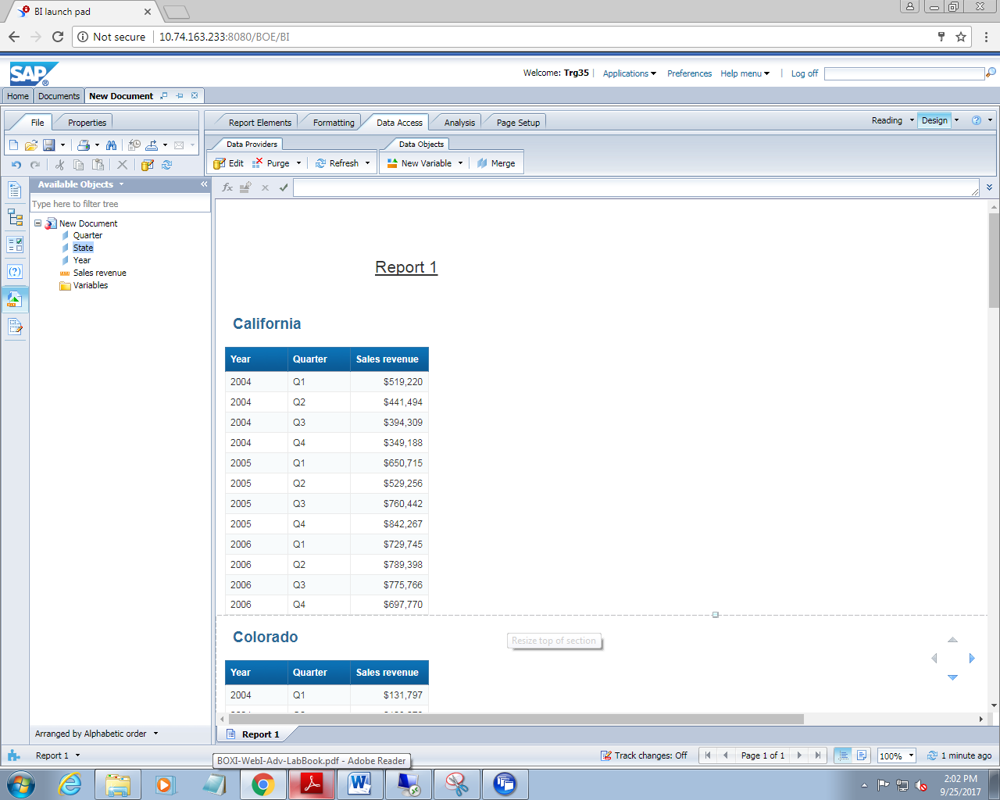 BI launch pad
Not secure 10.74.163.233:8080/BOE/BI
SAP
Welcome: Trg35 Applications Preferences Help menu Log off
Home Documents New Document
File Properties Report Elements Formatting Data Access Analysis Page Setup Reading Design
Data Providers Data Objects
Edit Purge Refresh New Variable Merge
Available Objects
Type here to filter tree
New Document
Quarter
State
Year
Sales revenue
Variables
Report 1
California
Year Quarter Sales revenue
2004 Q1 $519,220
2004 Q2 $441,494
2004 Q3 $394,309
2004 Q4 $349,188
2005 Q1 $650,715
2005 Q2 $529,256
2005 Q3 $760,442
2005 Q4 $842,267
2006 Q1 $729,745
2006 Q2 $789,398
2006 Q3 $775,766
2006 Q4 $697,770
Colorado
Resize top of section
Year Quarter Sales revenue
2004 Q1 $131,797
Arranged by Alphabetic order
Report 1
Report 1
Track changes: Off Page 1 of 1 100% 1 minute ago
BOXI-WebI-Adv-LabBook.pdf - Adobe Reader
2:02 PM
9/25/2017